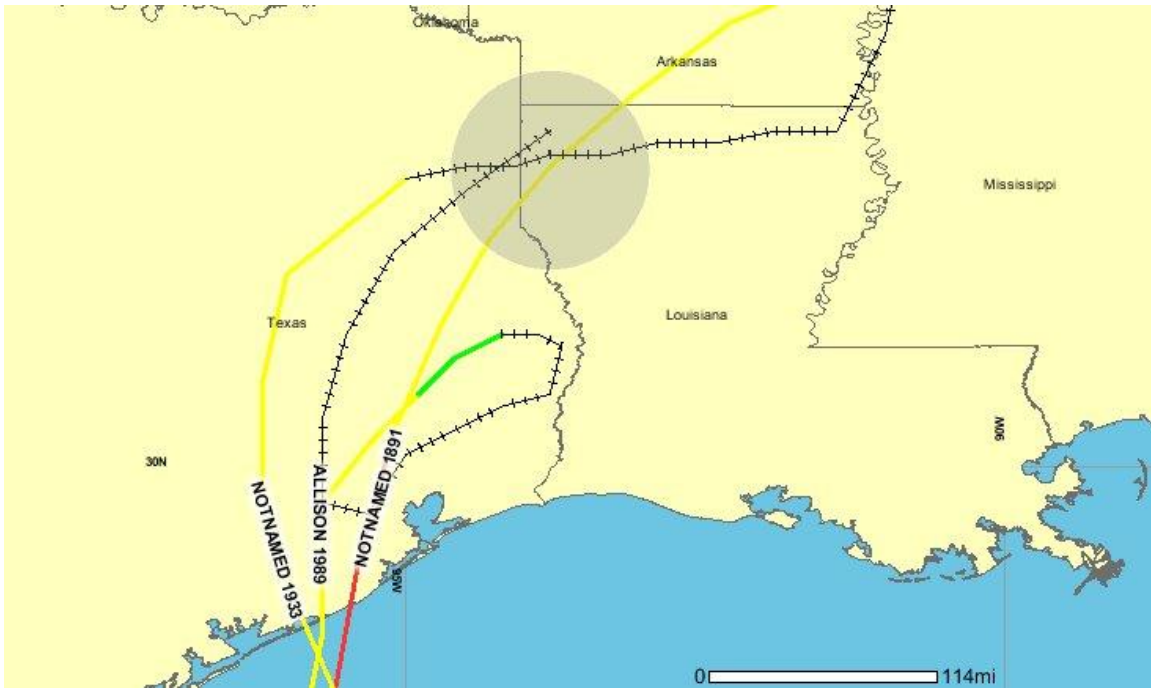 Oklahoma
Arkansas
Mississippi
Texas
Louisiana
NOTNAMED 1891
90W
30N
ALLISON 1989
NOTNAMED 1933
95W
0 114mi